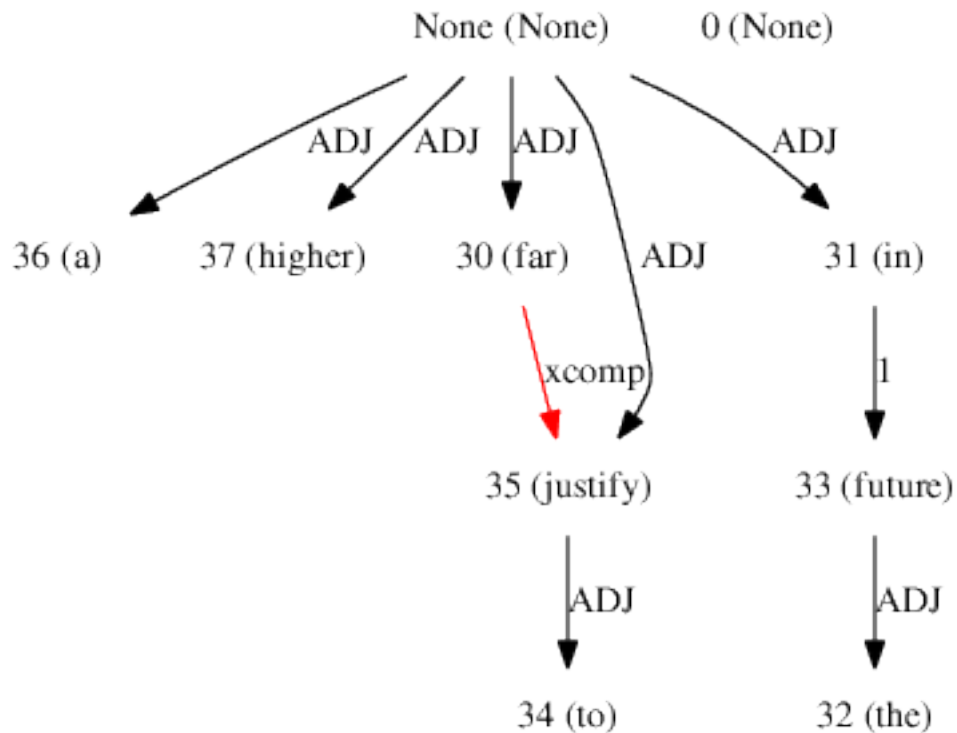 None (None) 0 (None)
ADJ ADJ ADJ ADJ
36 (a) 37 (higher) 30 (far) ADJ 31 (in)
xcomp 1
35 (justify) 33 (future)
ADJ ADJ
34 (to) 32 (the)